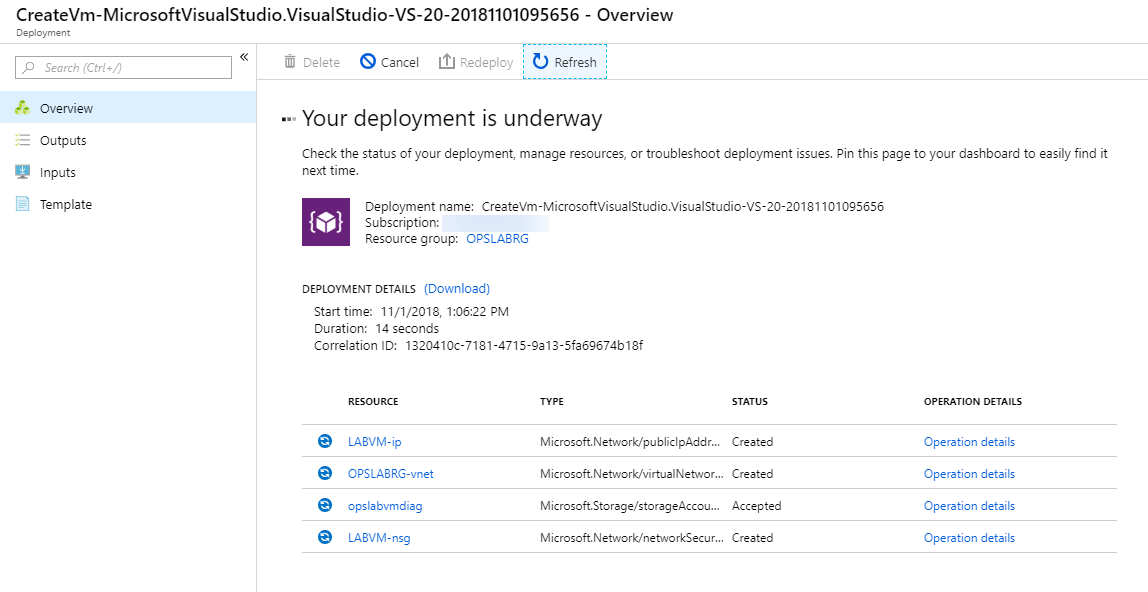 CreateVm-MicrosoftVisualStudio.VisualStudio-VS-20-20181101095656 - Overview
Deployment
Search (Ctrl+/)
«
Delete
Cancel
Redeploy
Refresh
Overview
Outputs
Inputs
Template
Your deployment is underway
Check the status of your deployment, manage resources, or troubleshoot deployment issues. Pin this page to your dashboard to easily find it
next time.
Deployment name: CreateVm-MicrosoftVisualStudio.VisualStudio-VS-20-20181101095656
Subscription:
Resource group: OPSLABRG
DEPLOYMENT DETAILS (Download)
Start time: 11/1/2018, 1:06:22 PM
Duration: 14 seconds
Correlation ID: 1320410c-7181-4715-9a13-5fa69674b18f
RESOURCE TYPE STATUS OPERATION DETAILS
LABVM-ip Microsoft.Network/publicIpAddr... Created Operation details
OPSLABRG-vnet Microsoft.Network/virtualNetwor... Created Operation details
opslabvmdiag Microsoft.Storage/storageAccou... Accepted Operation details
LABVM-nsg Microsoft.Network/networkSecur... Created Operation details